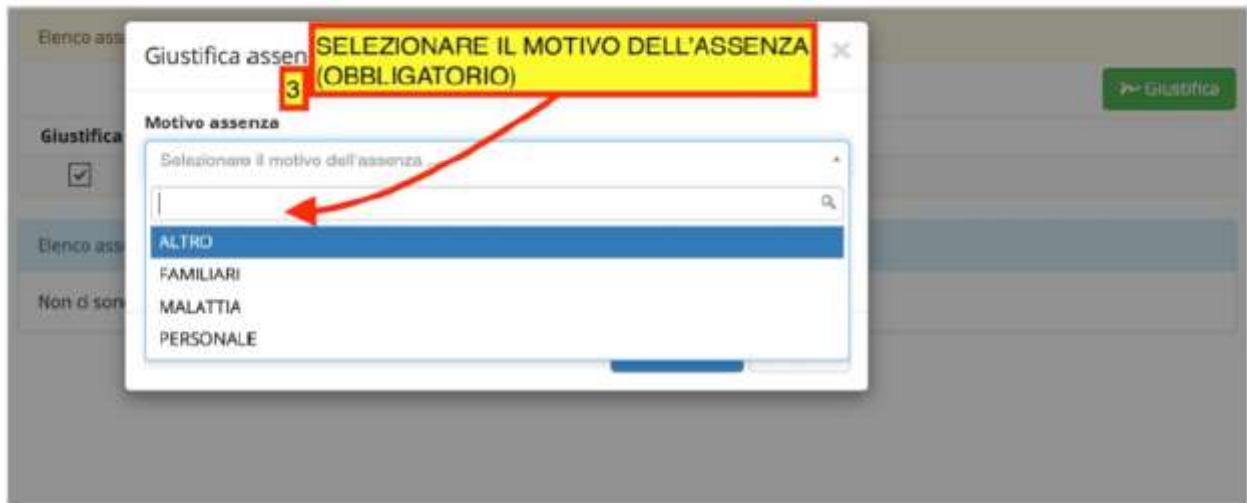 Elenco ass
Giustifica assen
SELEZIONARE IL MOTIVO DELL'ASSENZA
(OBBLIGATORIO)
3
Giustifica
Motivo assenza
Giustifica
Selezionare il motivo dell'assenza ...
ALTRO
Elenco ass
FAMILIARI
Non ci son
MALATTIA
PERSONALE